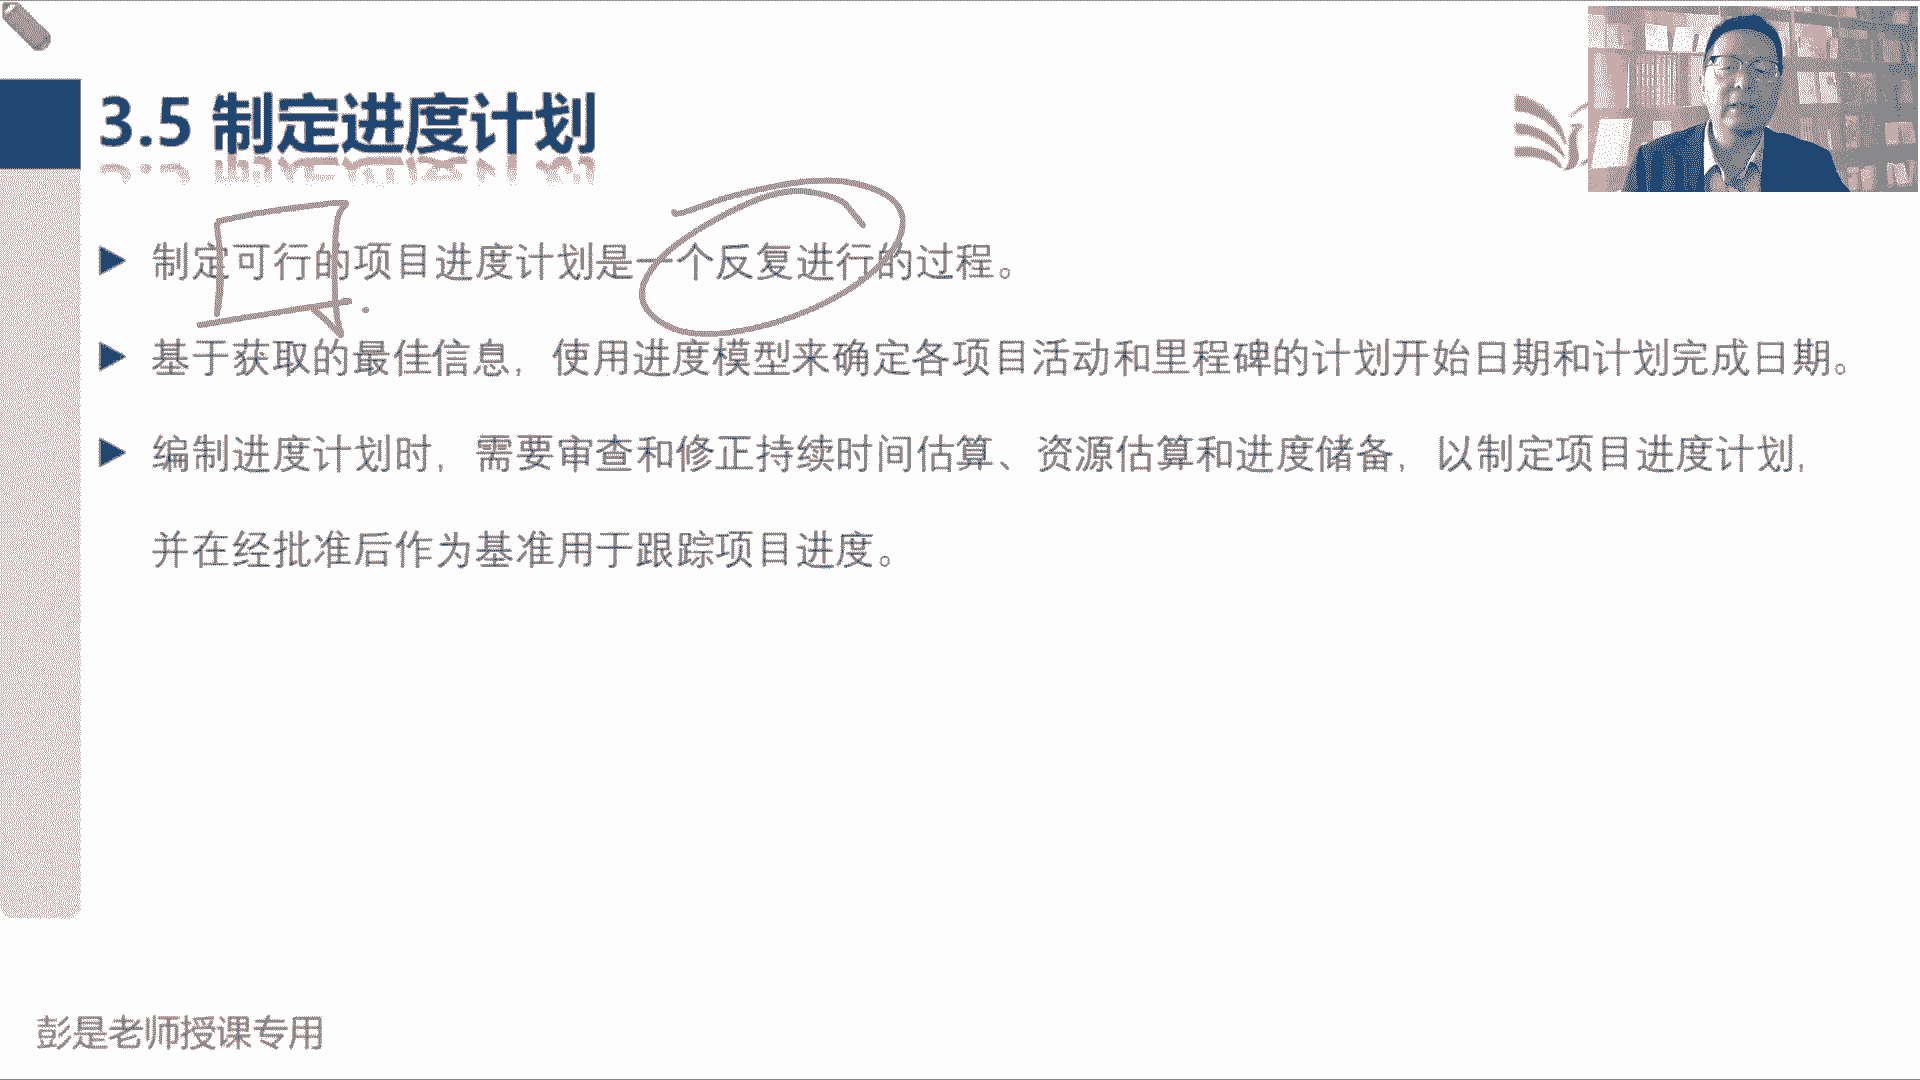 3.5 制定进度计划
制定可行的项目进度计划是一个反复进行的过程。
基于获取的最佳信息，使用进度模型来确定各项目活动和里程碑的计划开始日期和计划完成日期。
编制进度计划时，需要审查和修正持续时间估算、资源估算和进度储备，以制定项目进度计划，
并在经批准后作为基准用于跟踪项目进度。
彭是老师授课专用